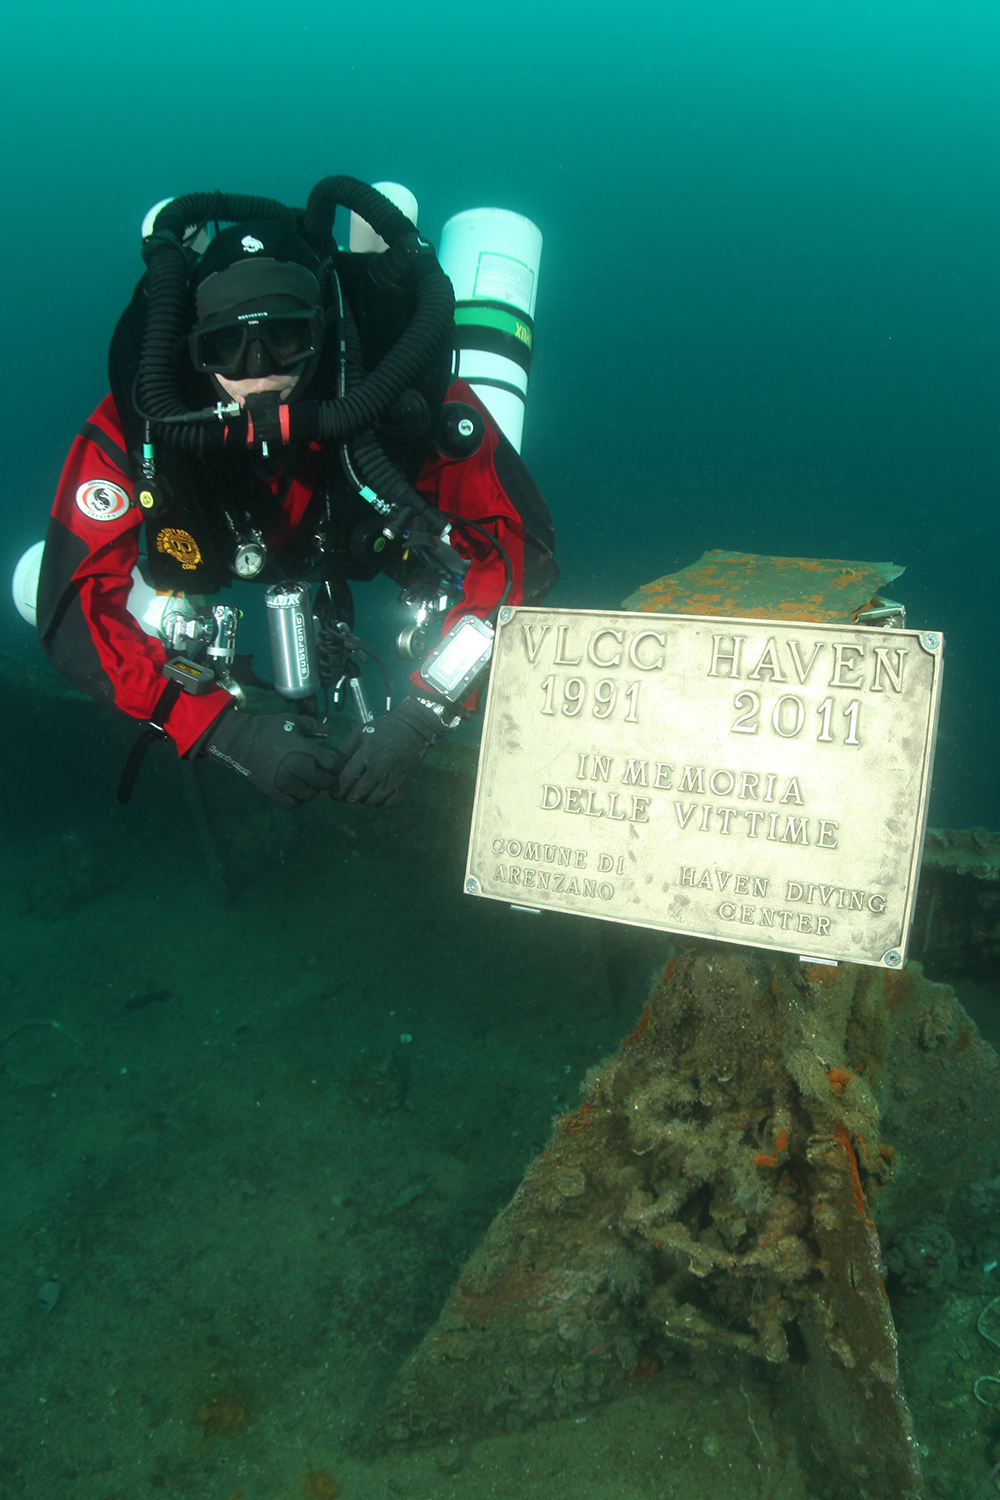 VLCC HAVEN
1991 2011
IN MEMORIA
DELLE VITTIME
COMUNE DI
ARENZANO
HAVEN DIVING
CENTER